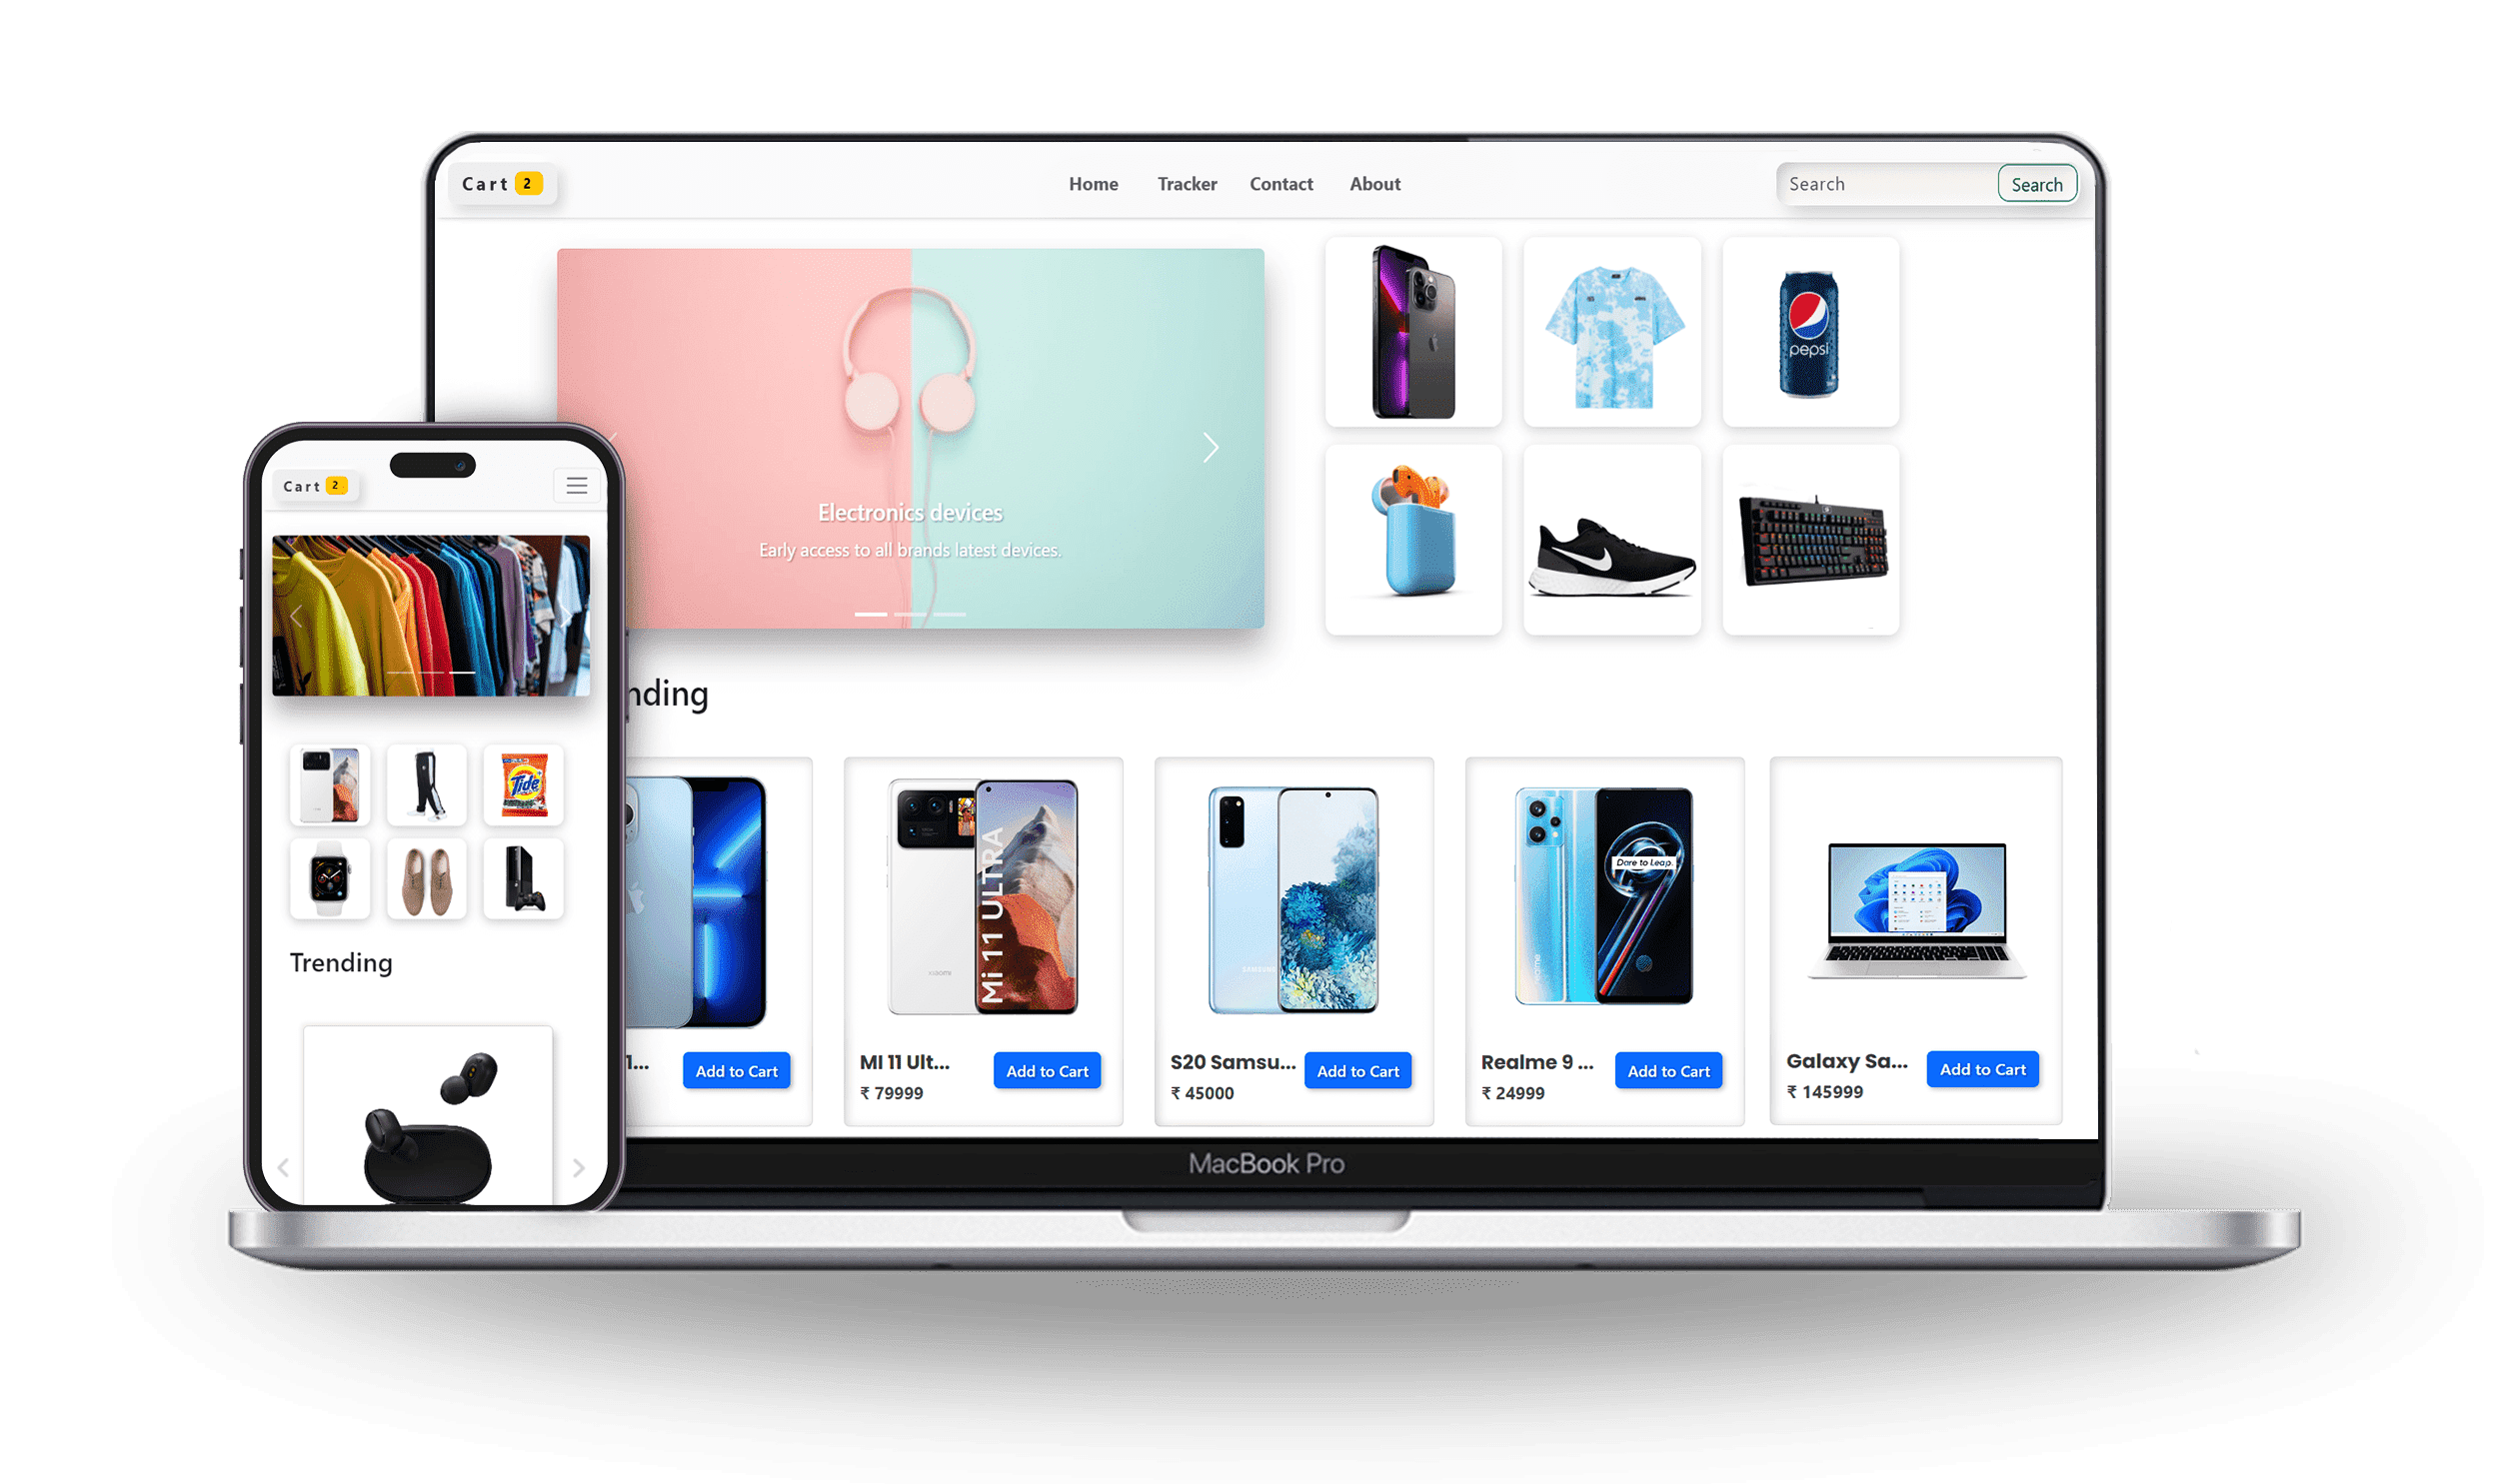 Cart 2
Home Tracker Contact About
Search Search
pepsi
Electronics devices
Early access to all brands latest devices.
nding
Mi 11 ULTRA
xiaomi
SAMSUNG
realme
Dare to Leap.
1... Add to Cart
MI 11 Ult... Add to Cart
₹ 79999
S20 Samsu... Add to Cart
₹ 45000
Realme 9 ... Add to Cart
₹ 24999
Galaxy Sa... Add to Cart
₹ 145999
MacBook Pro
Cart 2
Tide
Trending